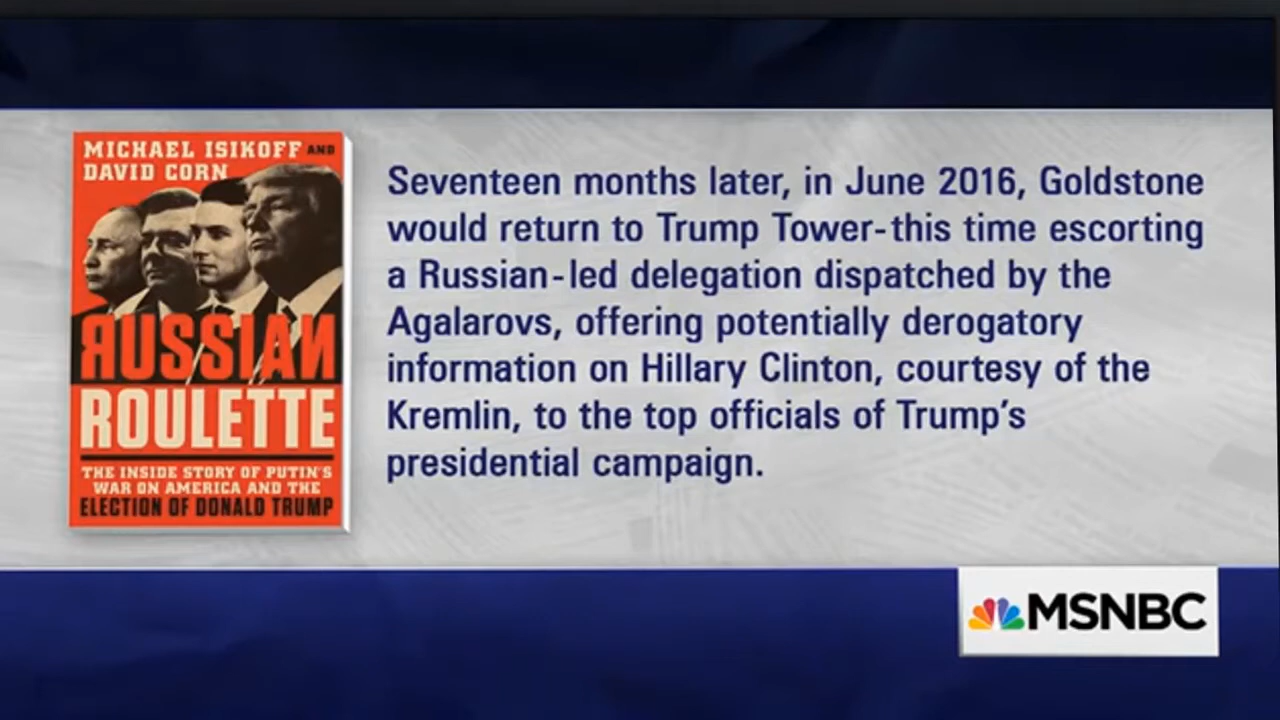 MICHAEL ISIKOFF AND
DAVID CORN
ЯUSSIAИ
ROULETTE
THE INSIDE STORY OF PUTIN'S
WAR ON AMERICA AND THE
ELECTION OF DONALD TRUMP
Seventeen months later, in June 2016, Goldstone
would return to Trump Tower-this time escorting
a Russian-led delegation dispatched by the
Agalarovs, offering potentially derogatory
information on Hillary Clinton, courtesy of the
Kremlin, to the top officials of Trump’s
presidential campaign.
MSNBC